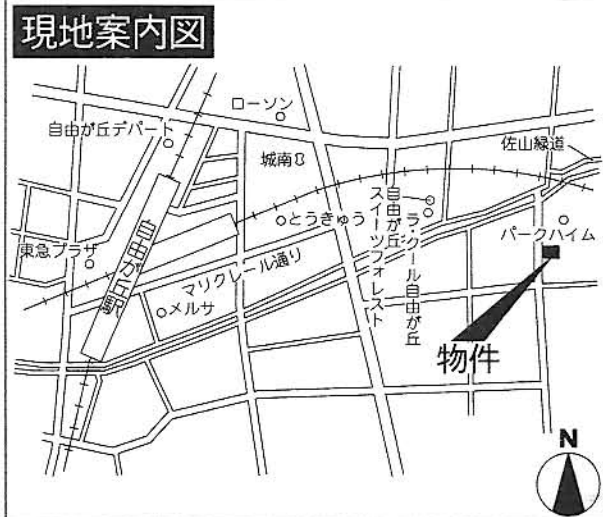 現地案内図
ローソン
自由が丘デパート
城南
佐山緑道
自由が丘駅
東急プラザ
とうきゅう
自由が丘
スイーツフォレスト
ラ・クール自由が丘
パークハイム
マリクレール通り
メルサ
物件
N